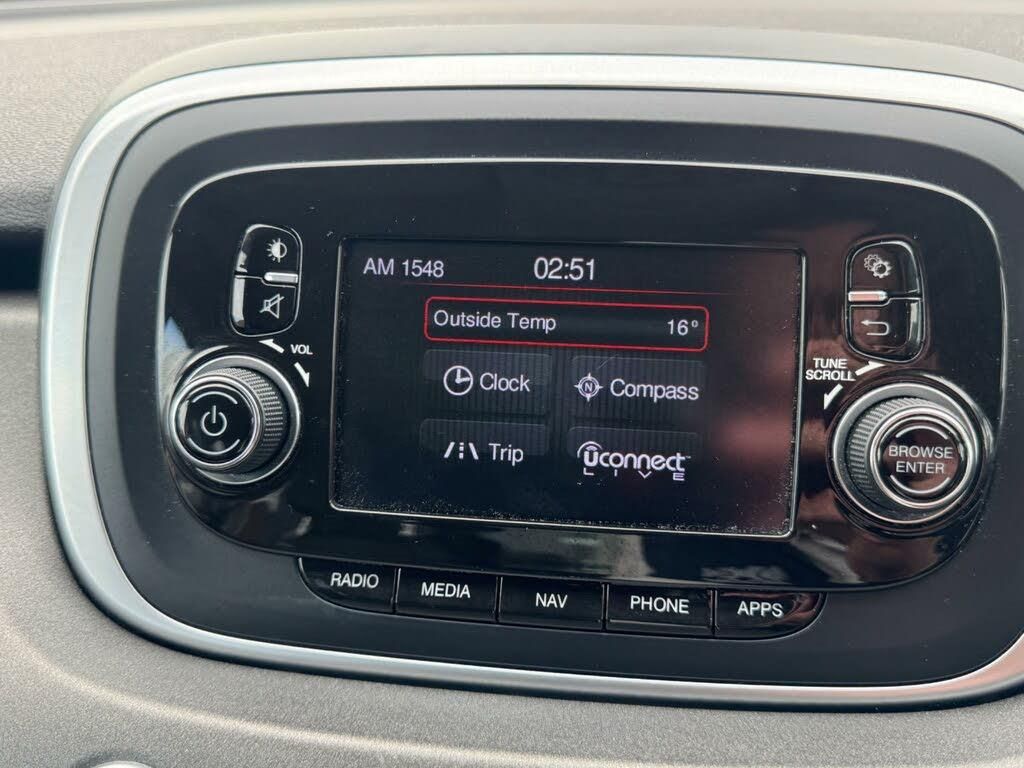 AM 1548
02:51
Outside Temp 16°
Clock
N
Compass
Trip
Uconnect
LIVE
VOL
TUNE
SCROLL
BROWSE
ENTER
RADIO
MEDIA
NAV
PHONE
APPS